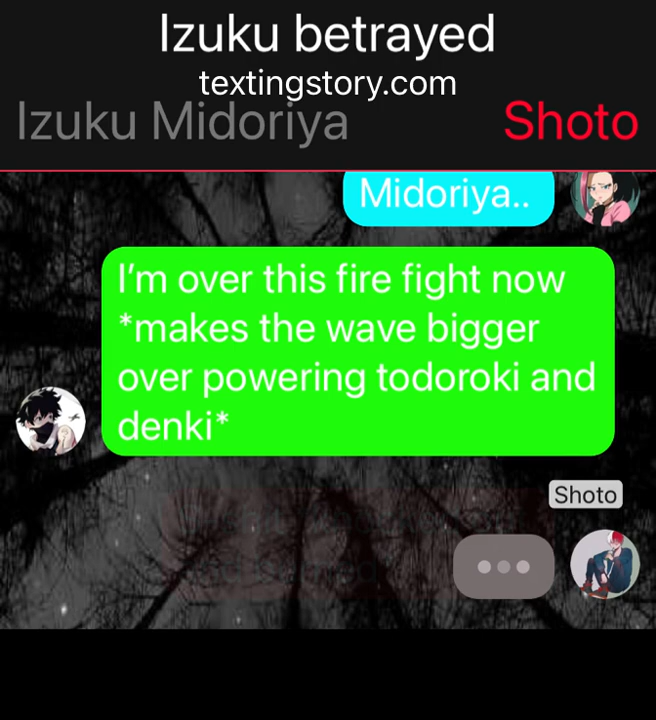 Izuku betrayed
textingstory.com
Izuku Midoriya
Shoto
Midoriya..
I'm over this fire fight now
*makes the wave bigger
over powering todoroki and
denki*
Shoto